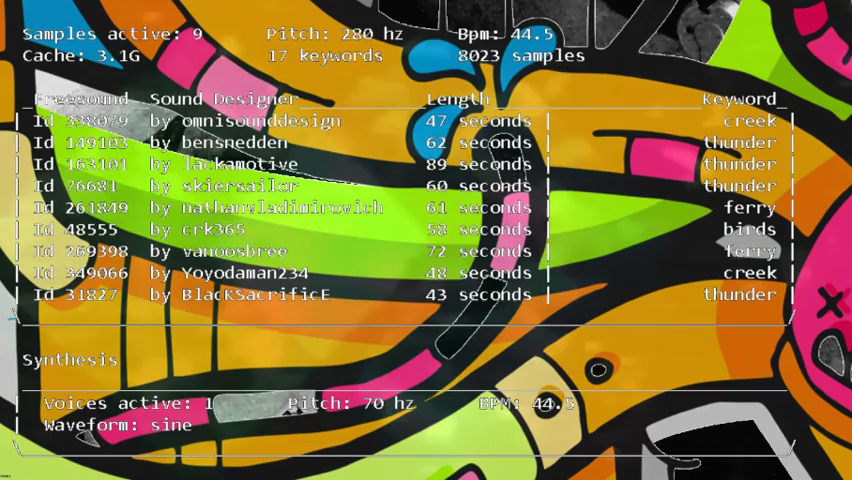 Samples active: 9 Pitch: 280 hz Bpm: 44.5
Cache: 3.1G 17 keywords 8023 samples
Freesound Sound Designer Length Keyword
Id 338079 by omnisounddesign 47 seconds creek
Id 149103 by bensnedden 62 seconds thunder
Id 163101 by lackamotive 89 seconds thunder
Id 76681 by skiersailor 60 seconds thunder
Id 261849 by nathanvladimirovich 61 seconds ferry
Id 48555 by crk365 58 seconds birds
Id 269398 by vanoosbree 72 seconds ferry
Id 349066 by Yoyodaman234 48 seconds creek
Id 31827 by BlacKSacrificE 43 seconds thunder
Synthesis
Voices active: 1 Pitch: 70 hz BPM: 44.5
Waveform: sine